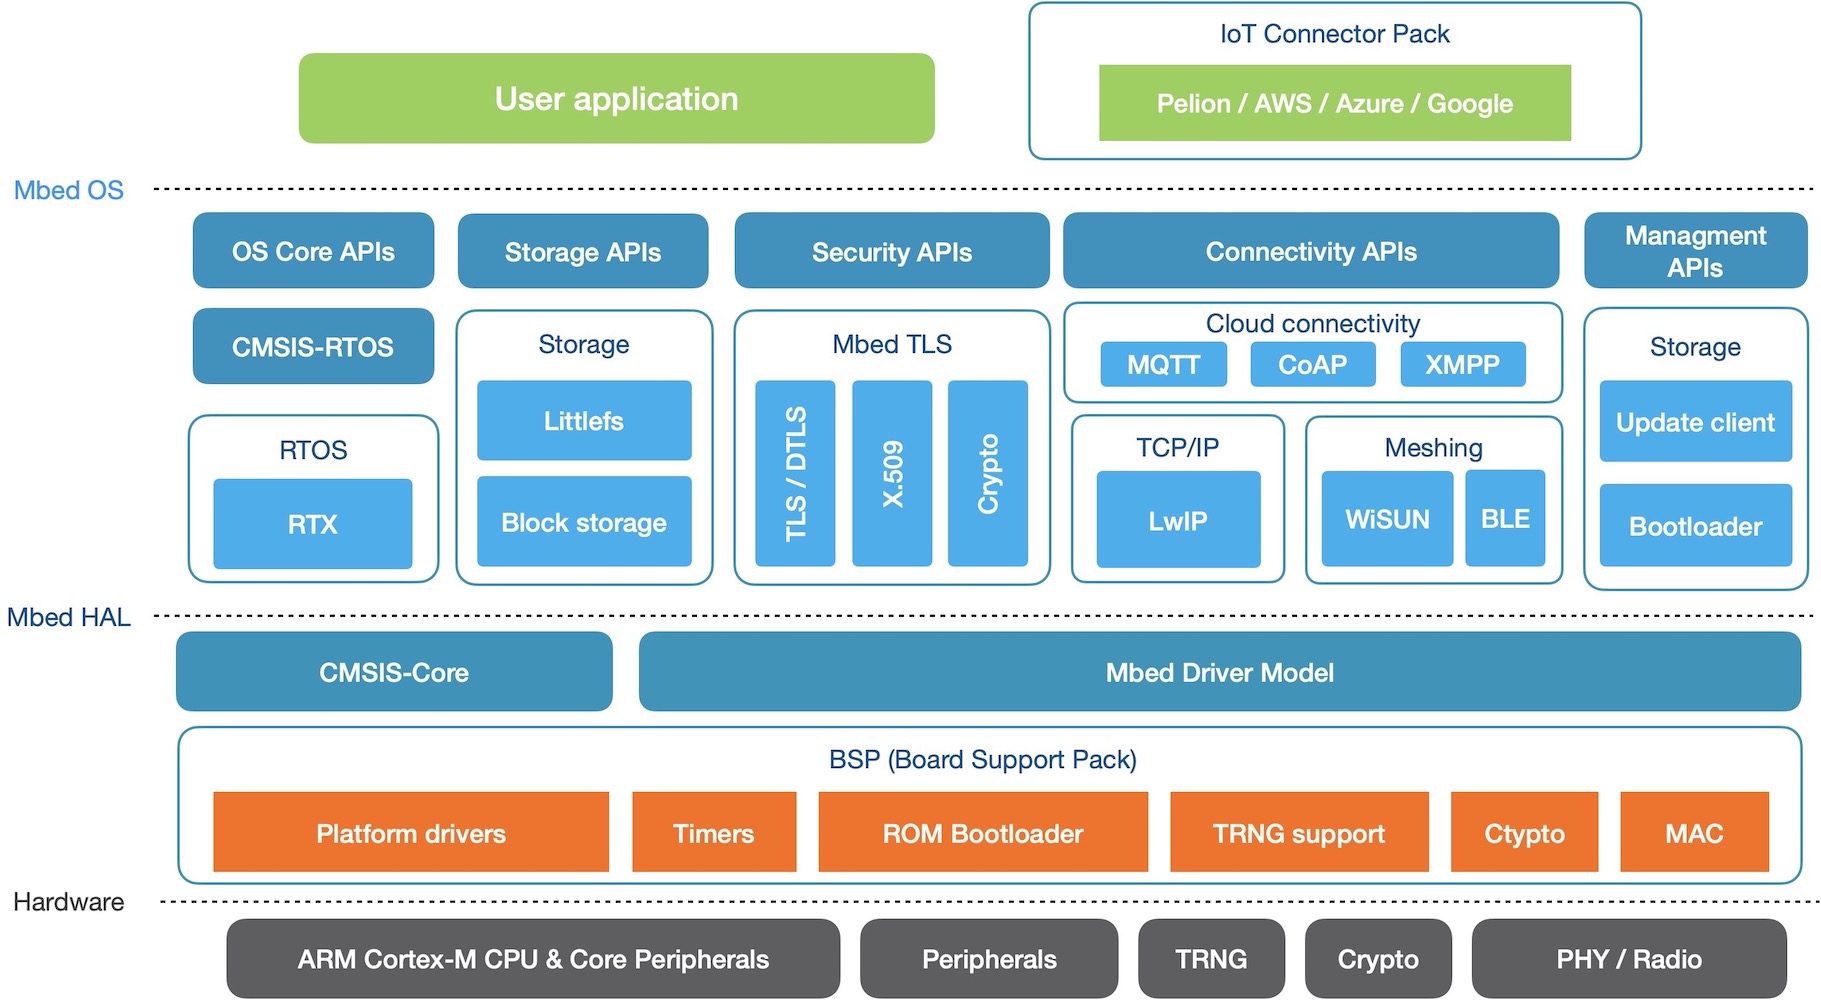 IoT Connector Pack
User application
Pelion / AWS / Azure / Google
Mbed OS
OS Core APIs
Storage APIs
Security APIs
Connectivity APIs
Managment
APIs
CMSIS-RTOS
RTOS
RTX
Storage
Littlefs
Block storage
Mbed TLS
TLS / DTLS
X.509
Crypto
Cloud connectivity
MQTT
CoAP
XMPP
TCP/IP
LwIP
Meshing
WiSUN
BLE
Storage
Update client
Bootloader
Mbed HAL
CMSIS-Core
Mbed Driver Model
BSP (Board Support Pack)
Platform drivers
Timers
ROM Bootloader
TRNG support
Ctypto
MAC
Hardware
ARM Cortex-M CPU & Core Peripherals
Peripherals
TRNG
Crypto
PHY / Radio